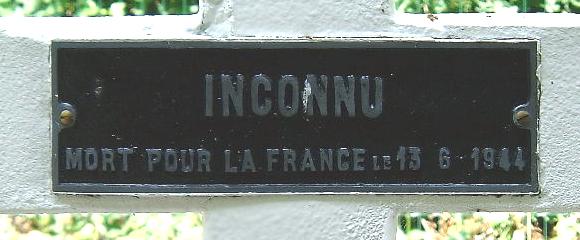 INCONNU
MORT POUR LA FRANCE LE 13 6 1944